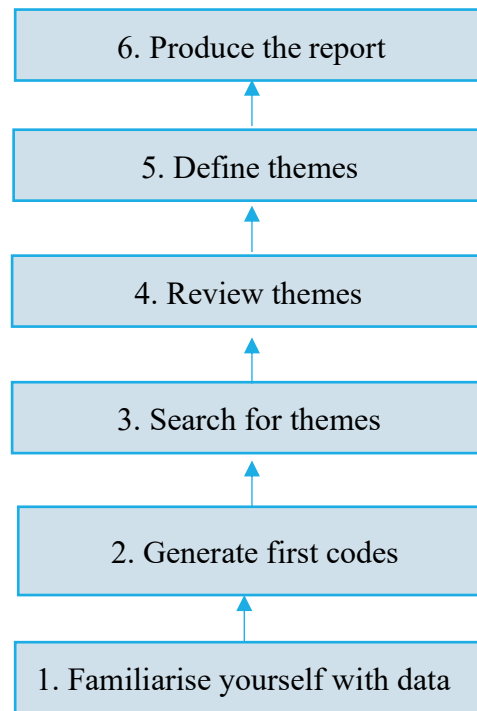 6. Produce the report
5. Define themes
4. Review themes
3. Search for themes
2. Generate first codes
1. Familiarise yourself with data